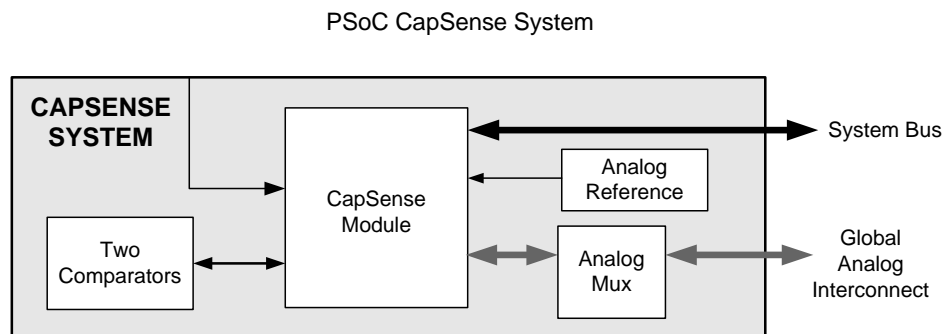 PSoC CapSense System
CAPSENSE
SYSTEM
CapSense
Module
System Bus
Analog
Reference
Two
Comparators
Analog
Mux
Global
Analog
Interconnect